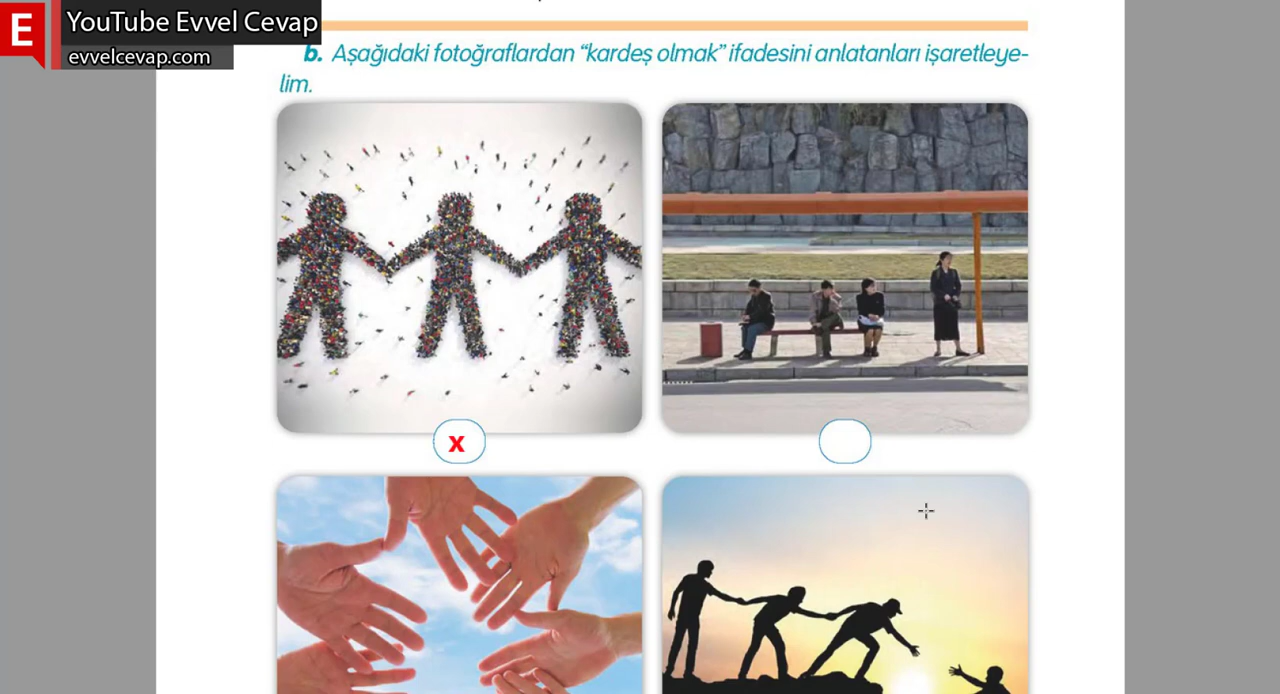 E YouTube Evvel Cevap
evvelcevap.com
b. Aşağıdaki fotoğraflardan “kardeş olmak” ifadesini anlatanları işaretleye-
lim.
x